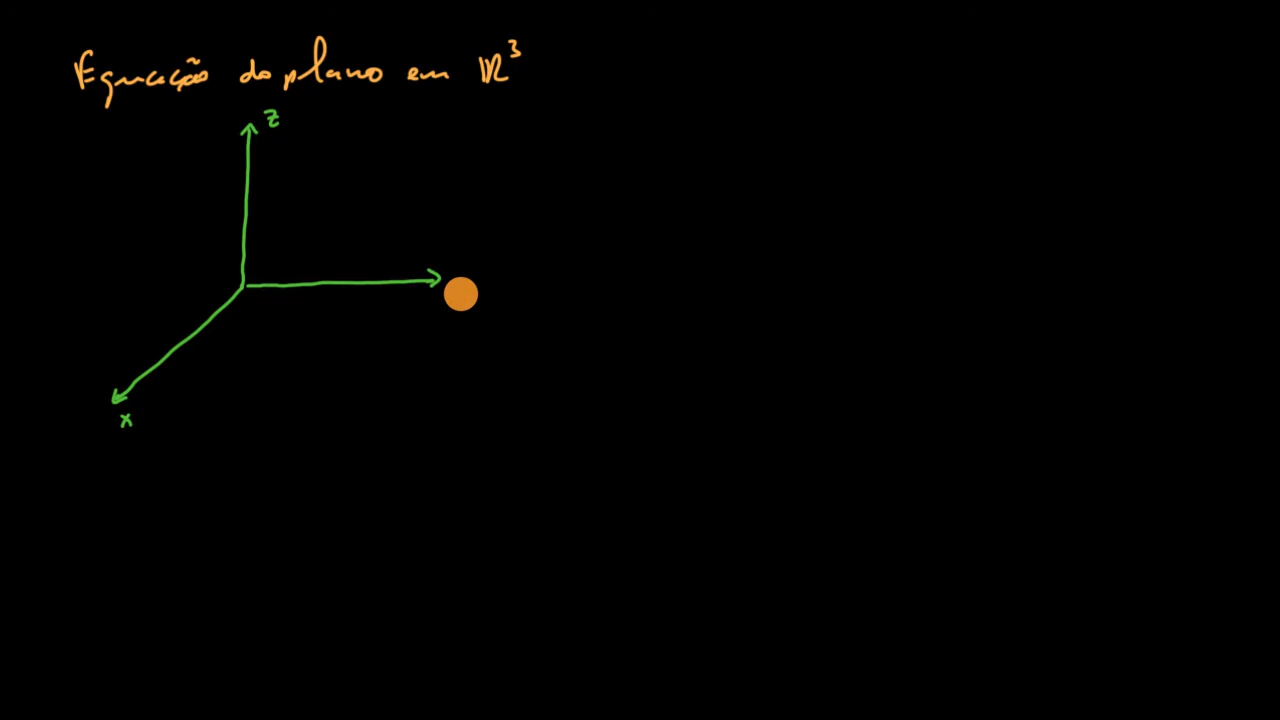 Equação do plano em ℝ³
z
x